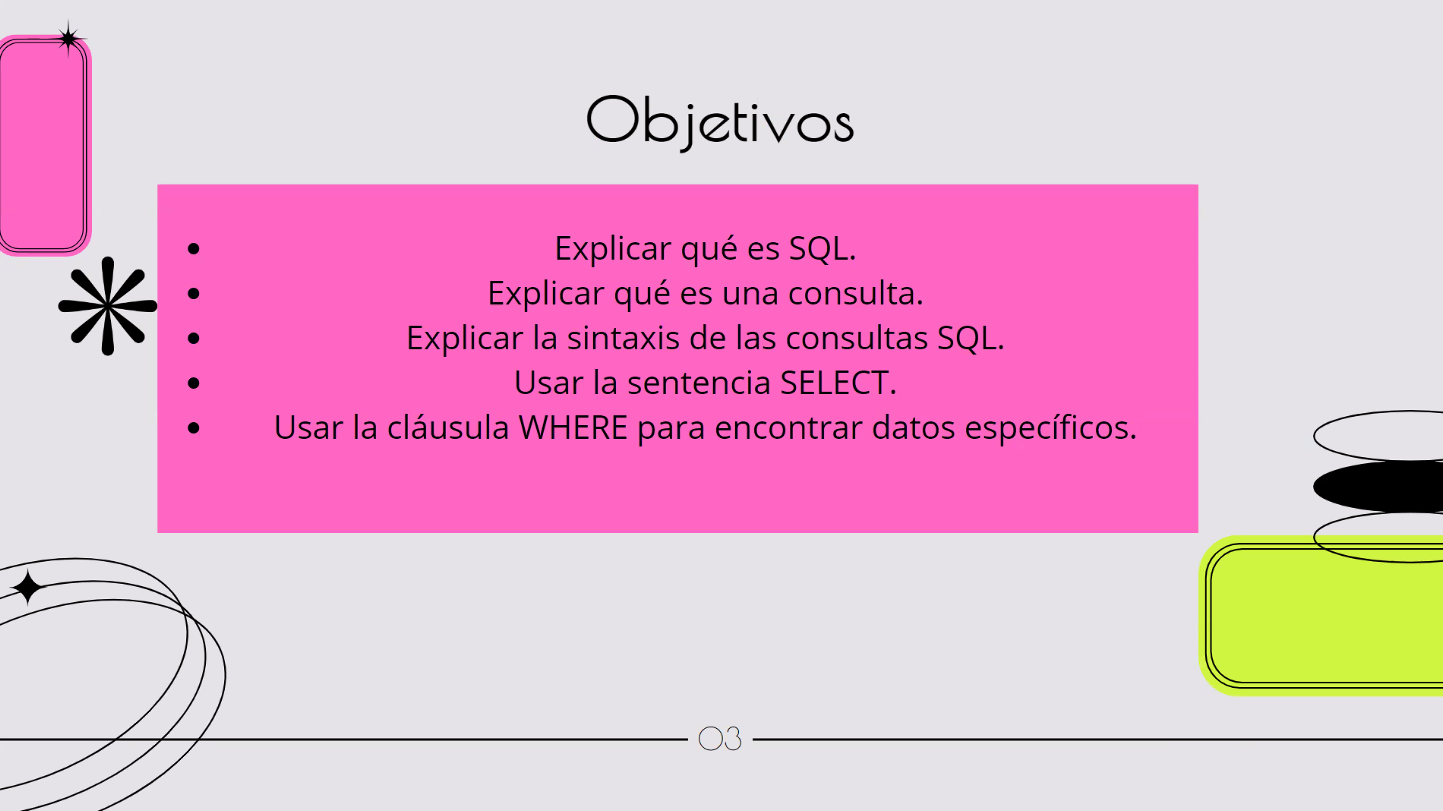 Objetivos
• Explicar qué es SQL.
• Explicar qué es una consulta.
• Explicar la sintaxis de las consultas SQL.
• Usar la sentencia SELECT.
• Usar la cláusula WHERE para encontrar datos específicos.
03